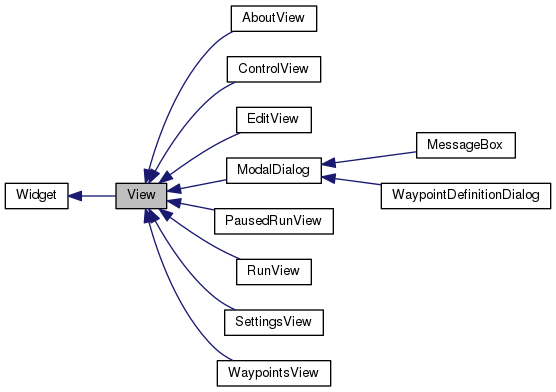 AboutView
ControlView
EditView
MessageBox
ModalDialog
Widget
View
WaypointDefinitionDialog
PausedRunView
RunView
SettingsView
WaypointsView